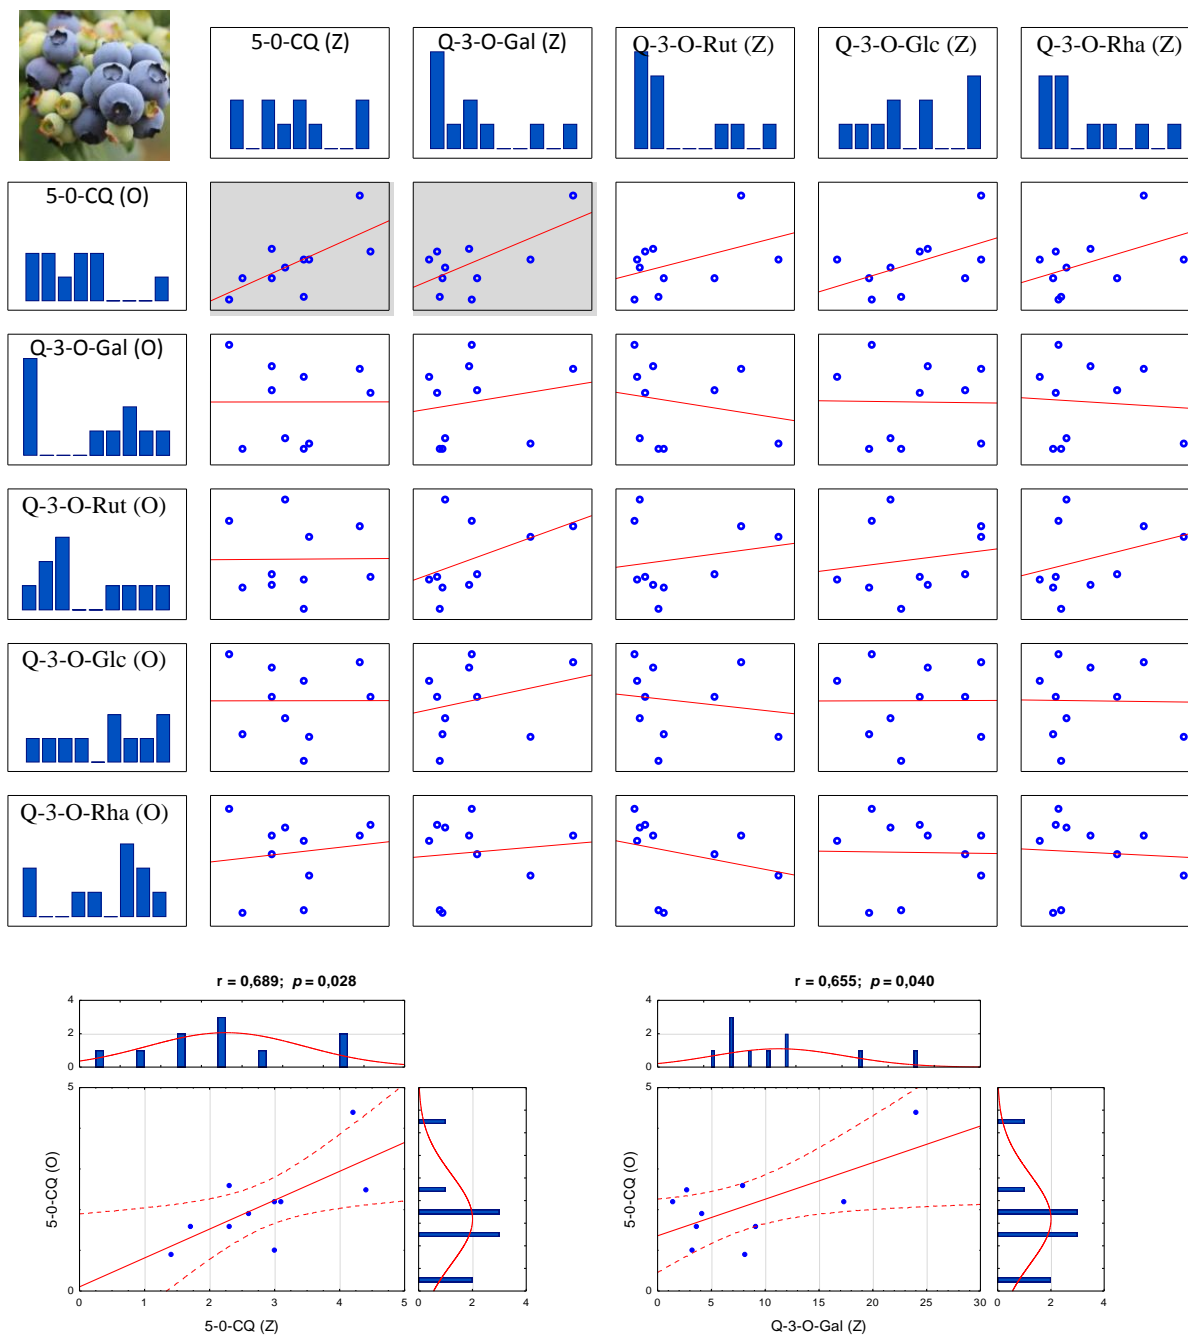 5-0-CQ (Z)
Q-3-O-Gal (Z)
Q-3-O-Rut (Z)
Q-3-O-Glc (Z)
Q-3-O-Rha (Z)
5-0-CQ (O)
Q-3-O-Gal (O)
Q-3-O-Rut (O)
Q-3-O-Glc (O)
Q-3-O-Rha (O)
r = 0,689; p = 0,028
4
2
0
5
5-0-CQ (O)
0
0 1 2 3 4 5
5-0-CQ (Z)
0 2 4
r = 0,655; p = 0,040
4
2
0
5
5-0-CQ (O)
0
0 5 10 15 20 25 30
Q-3-O-Gal (Z)
0 2 4